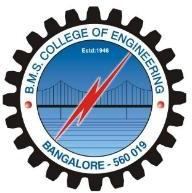 B.M.S. COLLEGE OF ENGINEERING
Estd:1946
BANGALORE - 560 019